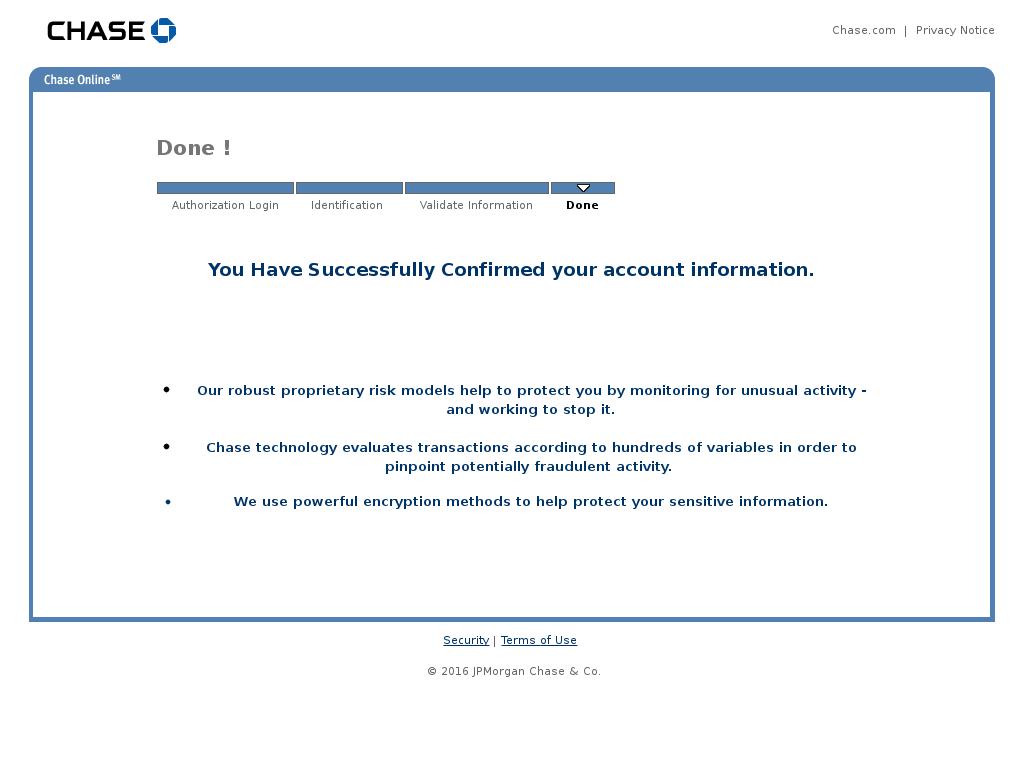 CHASE
Chase.com | Privacy Notice
Chase Online℠
Done !
Authorization Login
Identification
Validate Information
Done
You Have Successfully Confirmed your account information.
• Our robust proprietary risk models help to protect you by monitoring for unusual activity -
and working to stop it.
• Chase technology evaluates transactions according to hundreds of variables in order to
pinpoint potentially fraudulent activity.
• We use powerful encryption methods to help protect your sensitive information.
Security | Terms of Use
© 2016 JPMorgan Chase & Co.